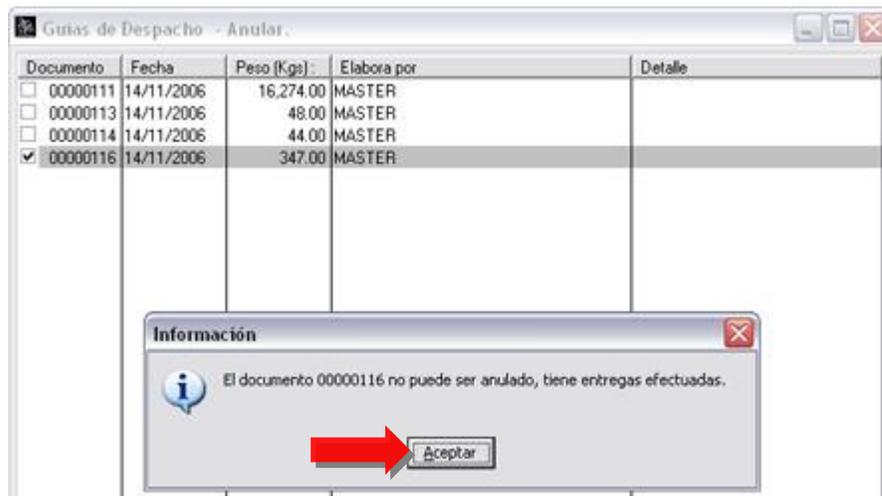 Guias de Despacho - Anular.
Documento Fecha Peso (Kgs) : Elabora por Detalle
00000111 14/11/2006 16,274.00 MASTER
00000113 14/11/2006 48.00 MASTER
00000114 14/11/2006 44.00 MASTER
00000116 14/11/2006 347.00 MASTER
Información
El documento 00000116 no puede ser anulado, tiene entregas efectuadas.
Aceptar